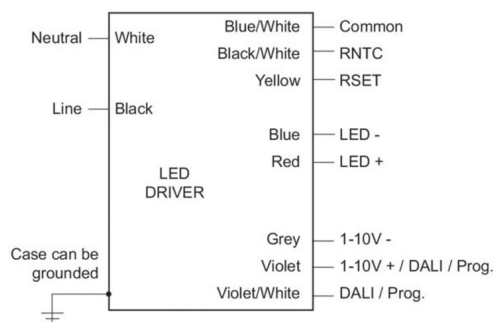 Blue/White Common
Neutral White
Black/White RNTC
Yellow RSET
Line Black
Blue LED -
Red LED +
LED
DRIVER
Grey 1-10V -
Case can be
grounded
Violet 1-10V + / DALI / Prog.
Violet/White DALI / Prog.